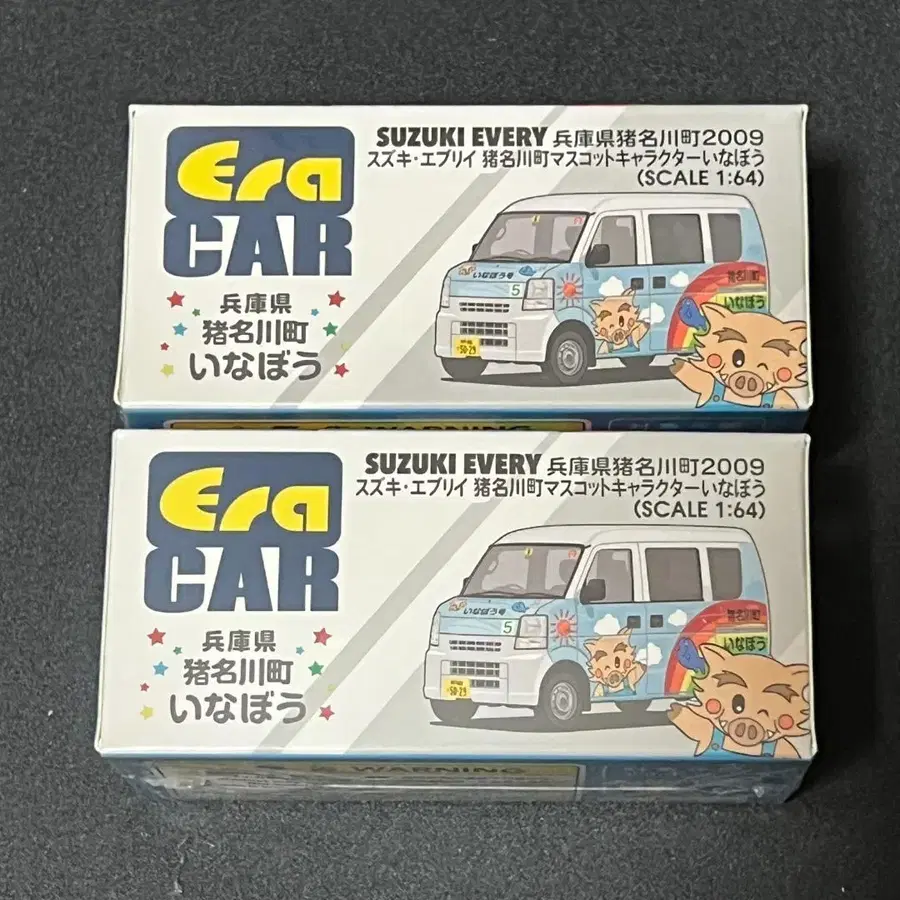 Era
CAR
兵庫県
猪名川町
いなぼう
SUZUKI EVERY 兵庫県猪名川町2009
スズキ・エブリイ 猪名川町マスコットキャラクターいなぼう
(SCALE 1:64)
いなぼう号
5
50-29
猪名川町
いなぼう
WARNING
Era
CAR
兵庫県
猪名川町
いなぼう
SUZUKI EVERY 兵庫県猪名川町2009
スズキ・エブリイ 猪名川町マスコットキャラクターいなぼう
(SCALE 1:64)
いなぼう号
5
50-29
猪名川町
いなぼう
WARNING